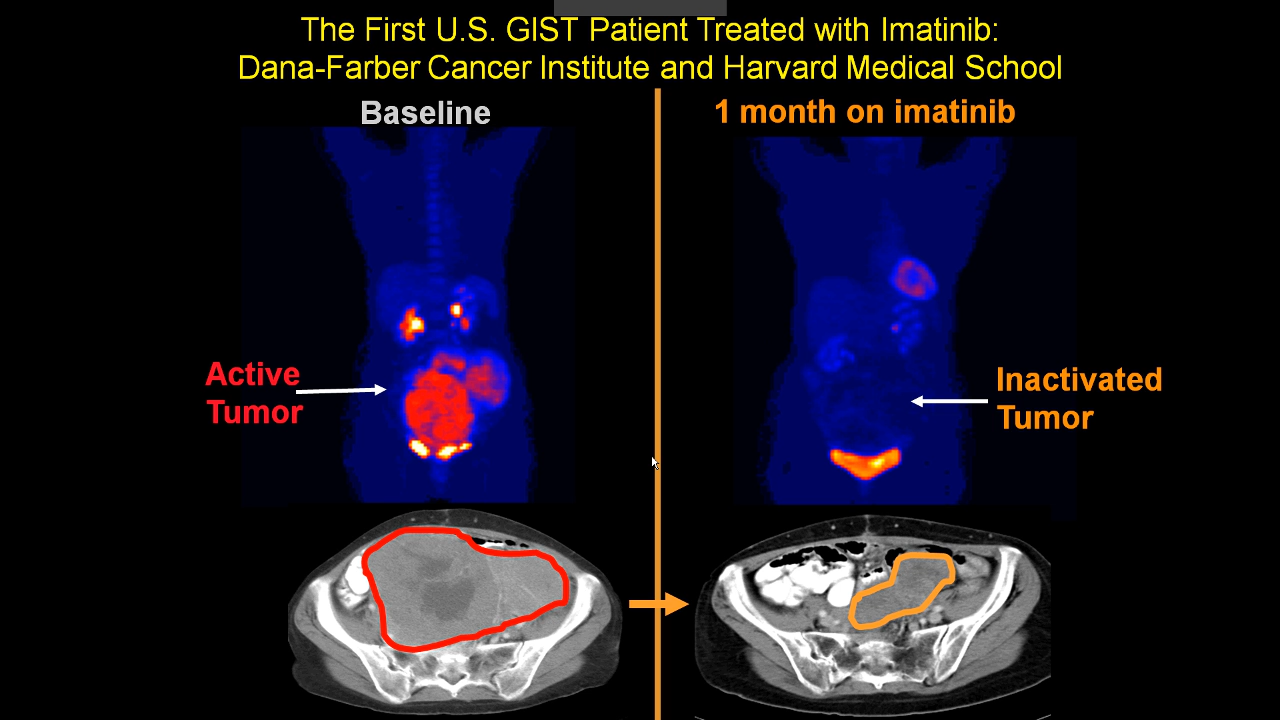 The First U.S. GIST Patient Treated with Imatinib:
Dana-Farber Cancer Institute and Harvard Medical School
Baseline
1 month on imatinib
Active
Tumor
Inactivated
Tumor